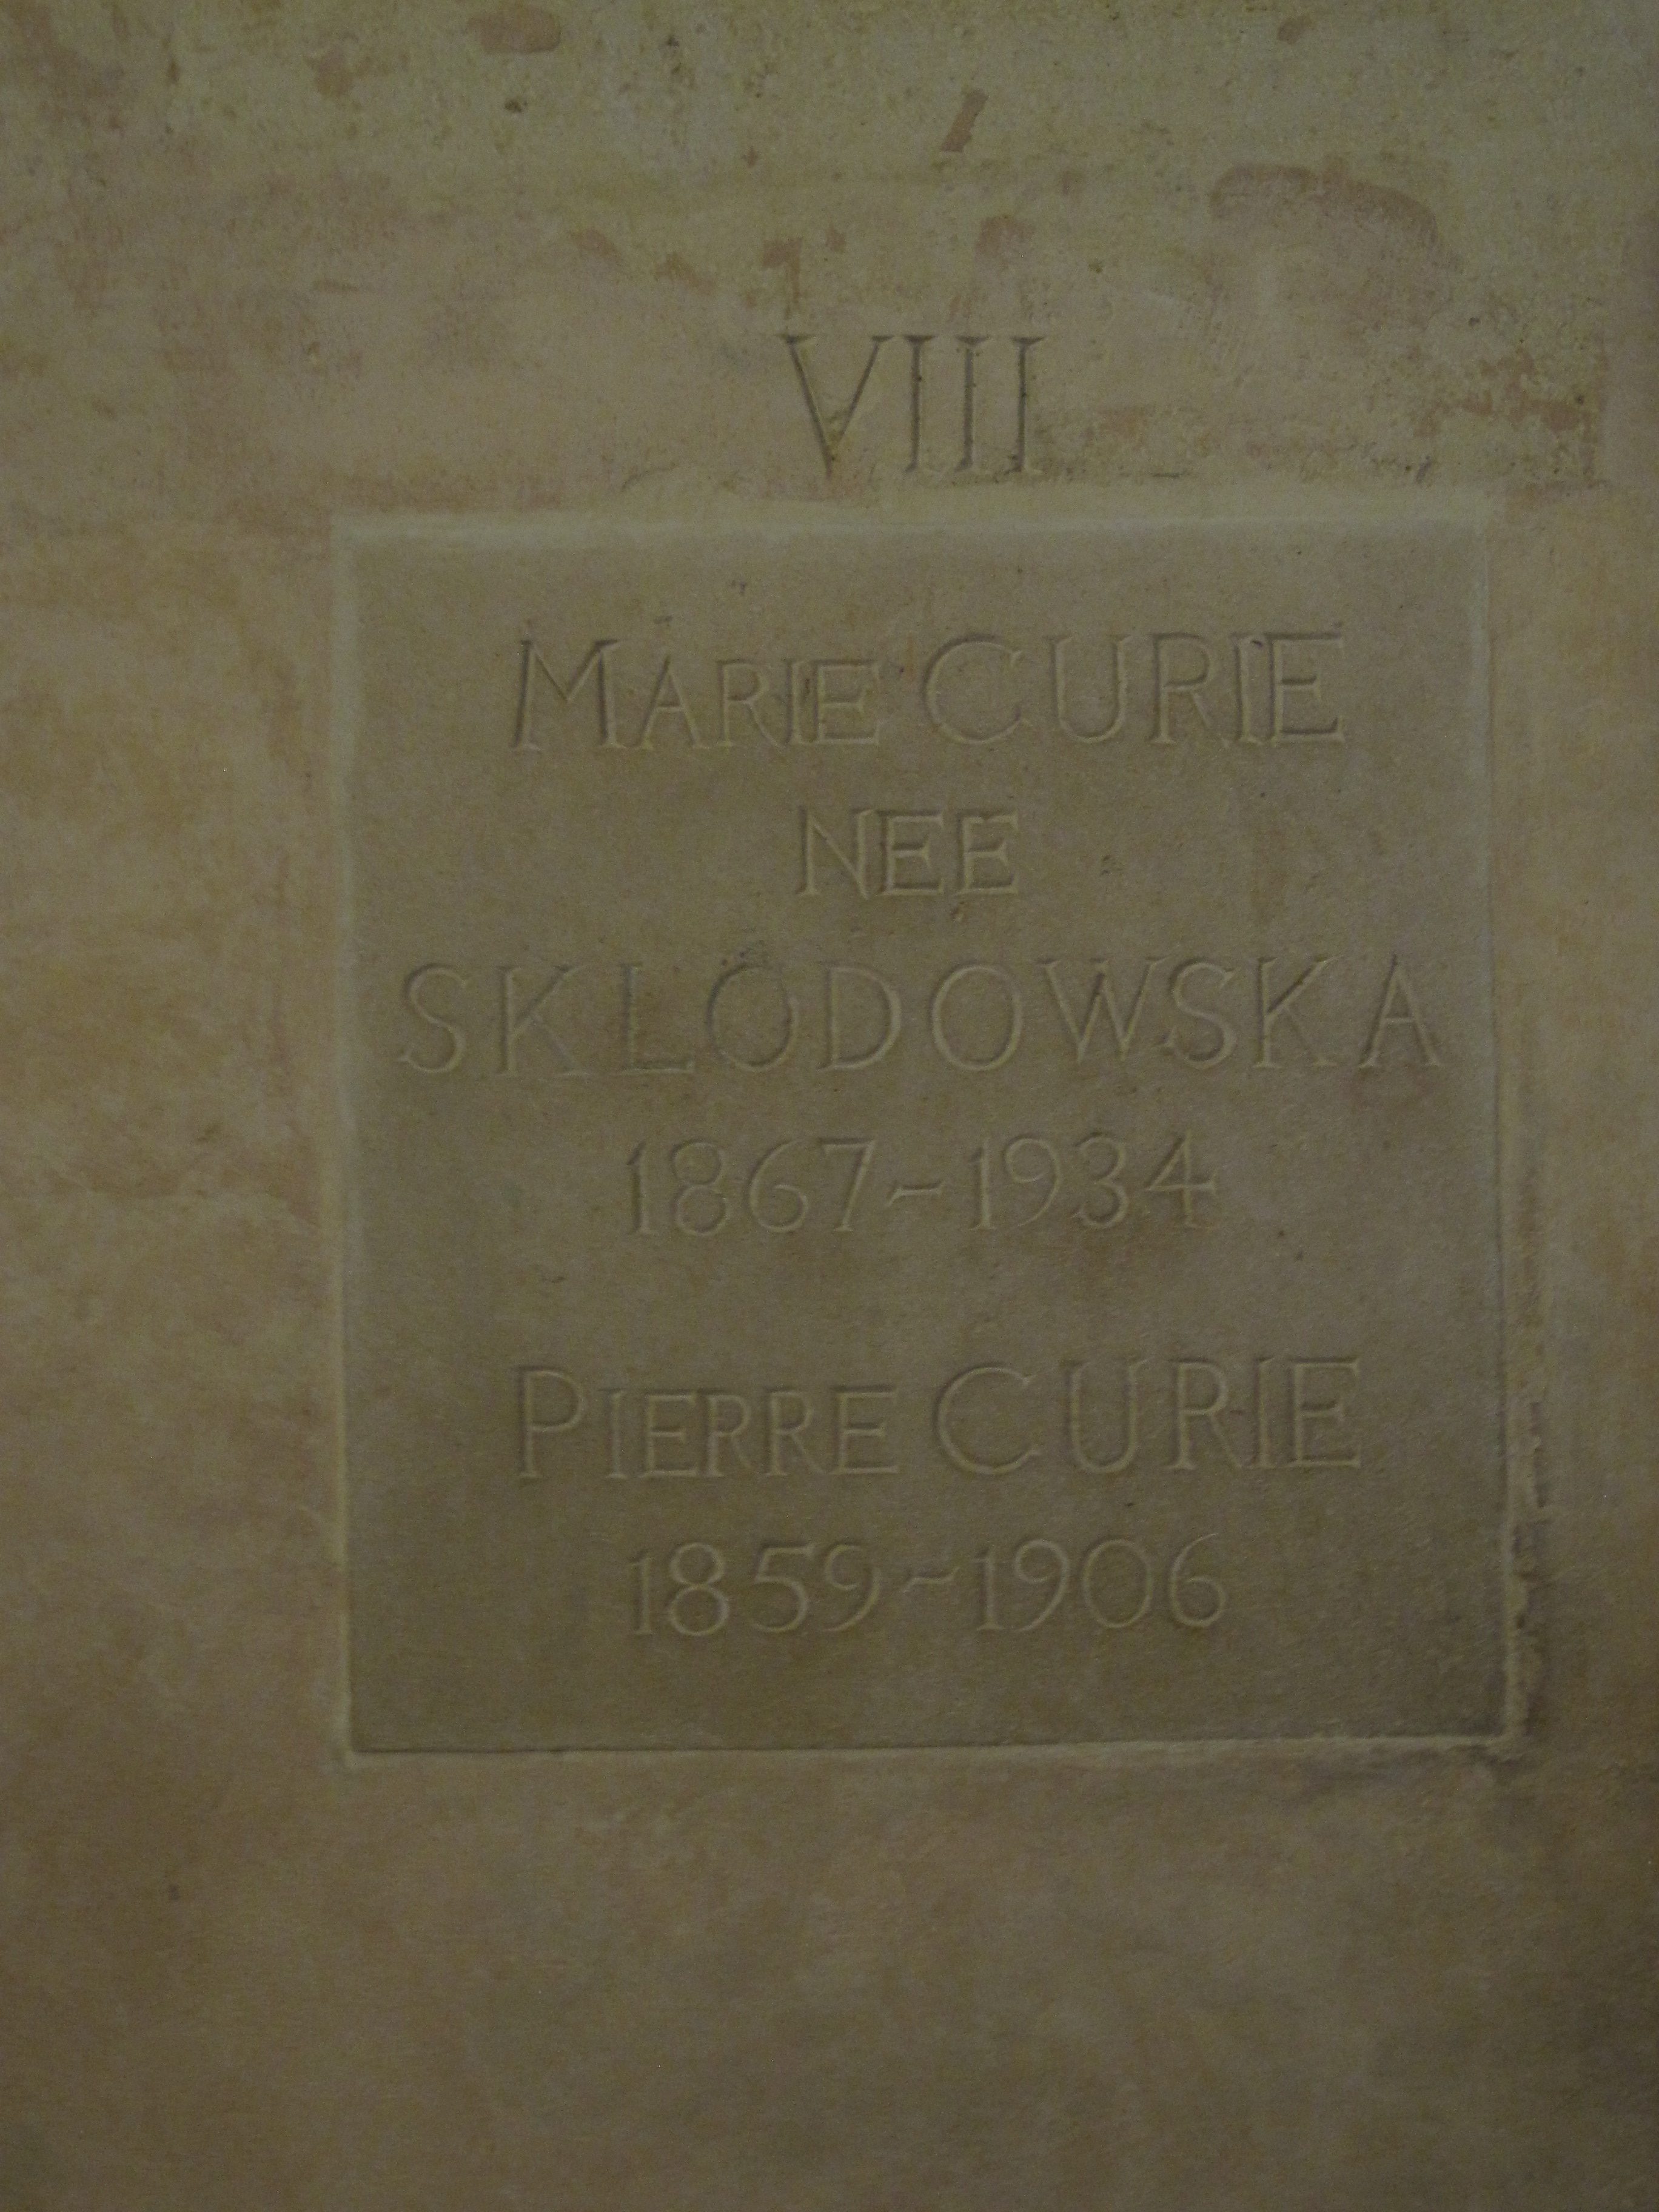 VIII
MARIE CURIE
NEE
SKLODOWSKA
1867-1934
PIERRE CURIE
1859-1906